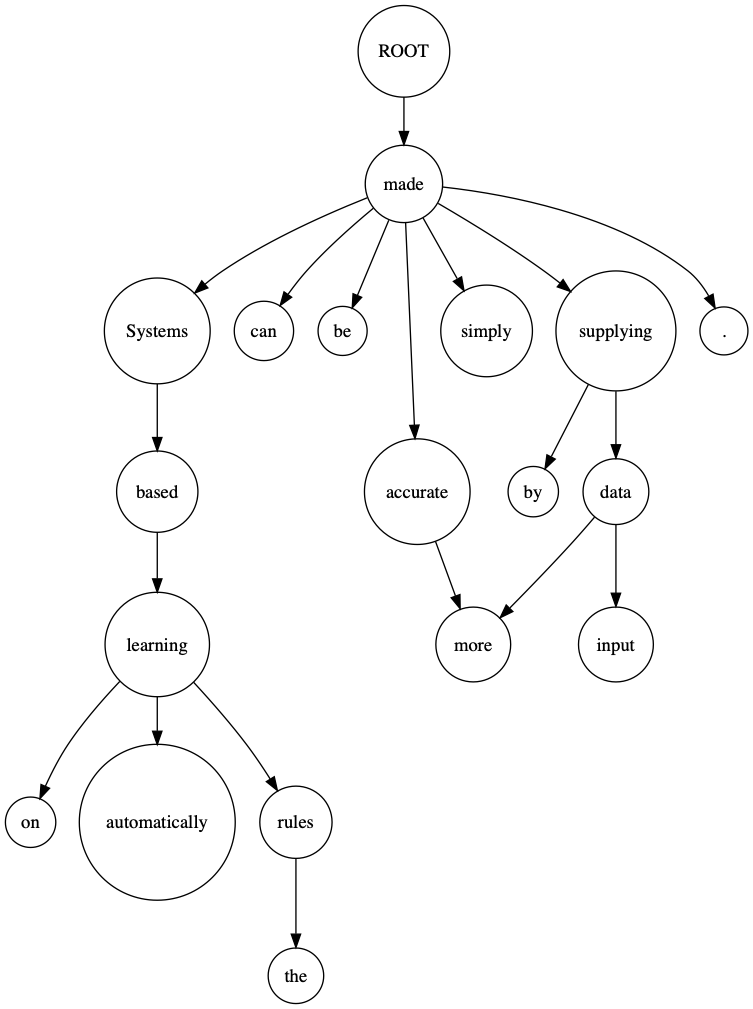 ROOT
made
Systems can be simply supplying .
based accurate by data
learning more input
on automatically rules
the